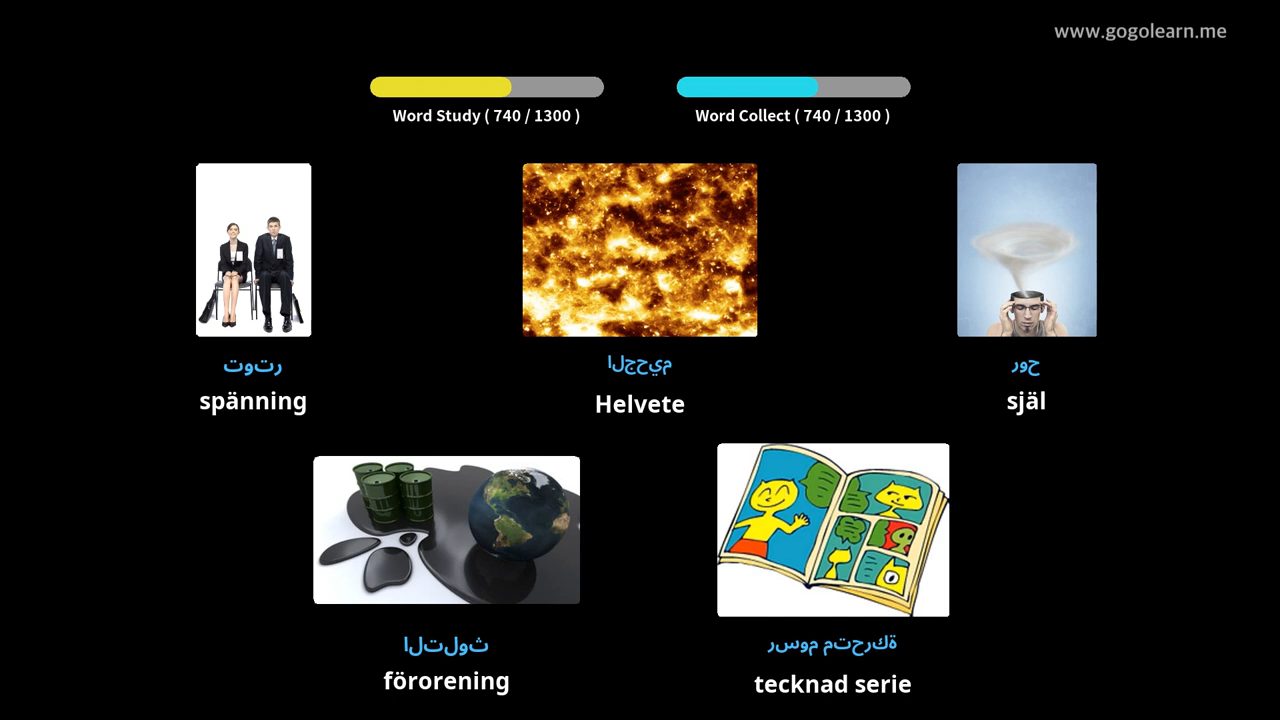 www.gogolearn.me
Word Study ( 740 / 1300 )
Word Collect ( 740 / 1300 )
توتر
الجحيم
روح
spänning
Helvete
själ
التلوث
رسوم متحركة
förorening
tecknad serie